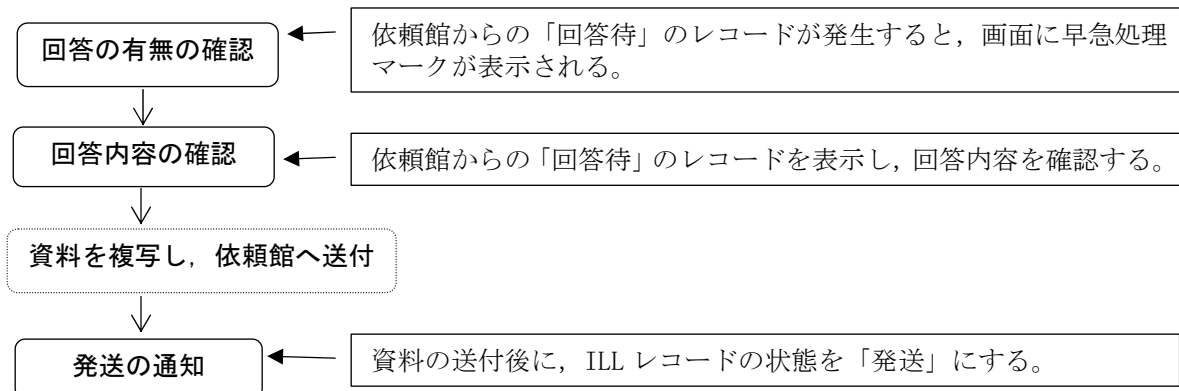 回答の有無の確認
依頼館からの「回答待」のレコードが発生すると，画面に早急処理
マークが表示される。
回答内容の確認
依頼館からの「回答待」のレコードを表示し，回答内容を確認する。
資料を複写し，依頼館へ送付
発送の通知
資料の送付後に，ILL レコードの状態を「発送」にする。